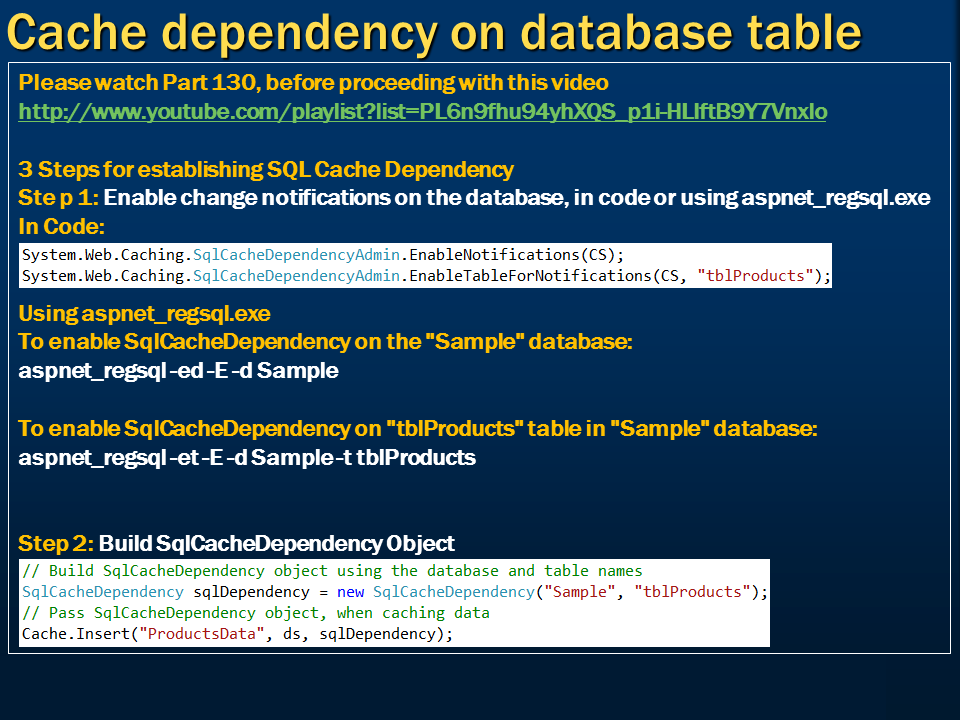 Cache dependency on database table
Please watch Part 130, before proceeding with this video
http://www.youtube.com/playlist?list=PL6n9fhu94yhXQS_p1i-HLIftB9Y7Vnxlo
3 Steps for establishing SQL Cache Dependency
Ste p 1: Enable change notifications on the database, in code or using aspnet_regsql.exe
In Code:
System.Web.Caching.SqlCacheDependencyAdmin.EnableNotifications(CS);
System.Web.Caching.SqlCacheDependencyAdmin.EnableTableForNotifications(CS, "tblProducts");
Using aspnet_regsql.exe
To enable SqlCacheDependency on the "Sample" database:
aspnet_regsql -ed -E -d Sample
To enable SqlCacheDependency on "tblProducts" table in "Sample" database:
aspnet_regsql -et -E -d Sample -t tblProducts
Step 2: Build SqlCacheDependency Object
// Build SqlCacheDependency object using the database and table names
SqlCacheDependency sqlDependency = new SqlCacheDependency("Sample", "tblProducts");
// Pass SqlCacheDependency object, when caching data
Cache.Insert("ProductsData", ds, sqlDependency);